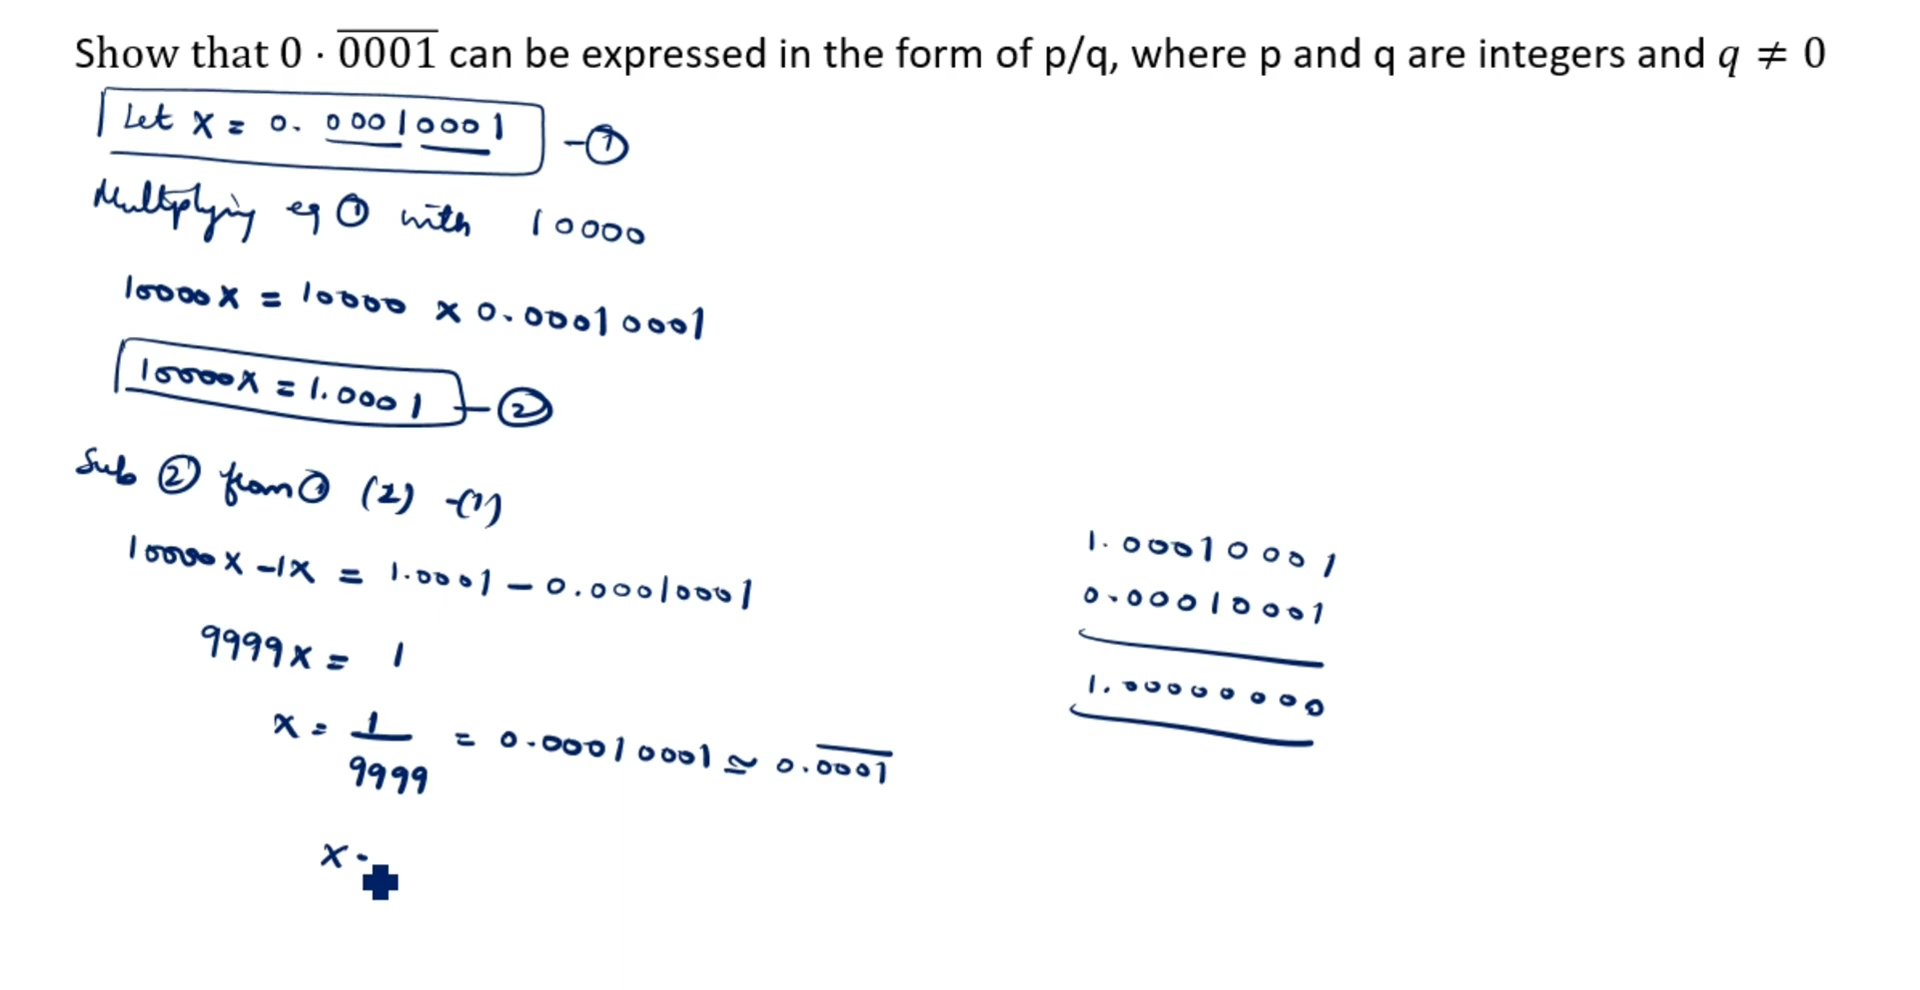 Show that 0 · \overline{0001} can be expressed in the form of p/q, where p and q are integers and q ≠ 0
Let x = 0. 00010001 - ①
Multiplying eq ① with 10000
10000x = 10000 × 0.00010001
10000x = 1.0001 - ②
Sub ② from ① (2) - (1)
10000x - 1x = 1.0001 - 0.00010001
9999x = 1
x = 1/9999 = 0.00010001 ≃ 0.\overline{0001}
x =
1.00010001
0.00010001
1.00000000